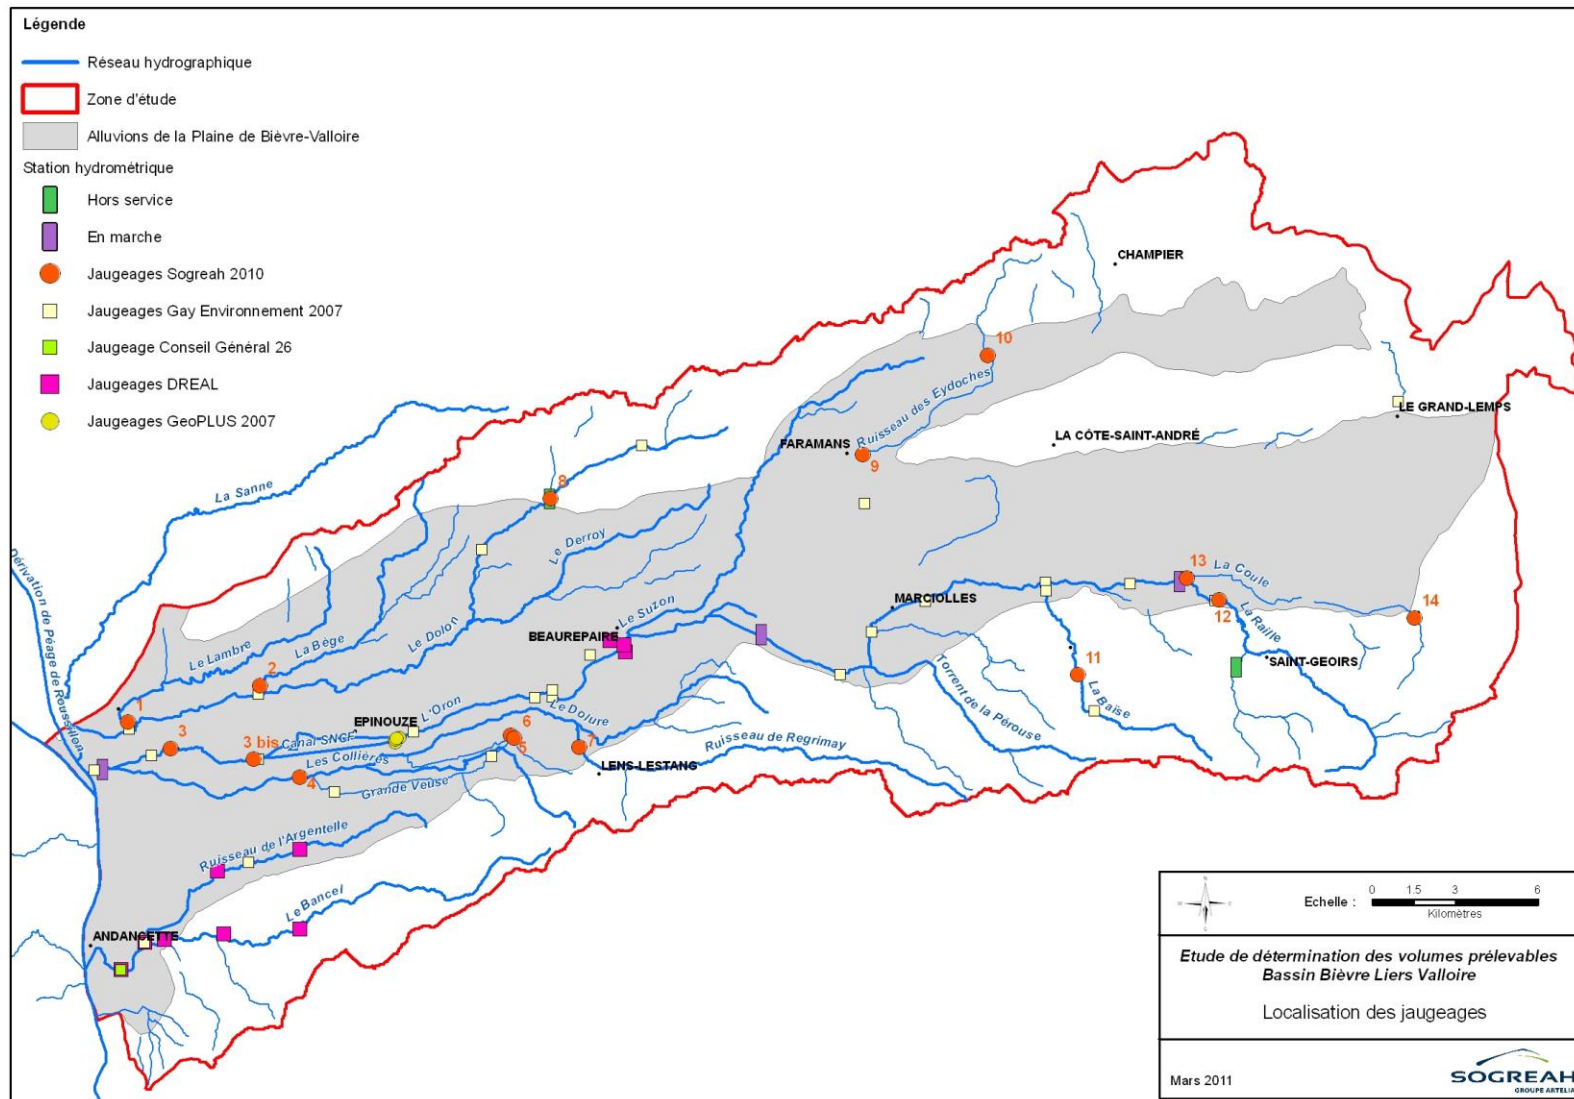 Légende
Réseau hydrographique
Zone d'étude
Alluvions de la Plaine de Bièvre-Valloire
Station hydrométrique
Hors service
En marche
Jaugeages Sogreah 2010
Jaugeages Gay Environnement 2007
Jaugeage Conseil Général 26
Jaugeages DREAL
Jaugeages GeoPLUS 2007
CHAMPIER
10
Ruisseau des Eydoches
LE GRAND-LEMPS
LA CÔTE-SAINT-ANDRÉ
FARAMANS
9
La Sanne
8
Le Derroy
Dérivation de Péage de Roussillon
13
La Coule
14
12
La Raille
MARCIOLLES
Le Suzon
BEAUREPAIRE
Le Dolon
La Bège
Le Lambre
2
SAINT-GEOIRS
11
La Baïse
Torrent de la Pérouse
1
3
3 bis
EPINOUZE
L'Oron
Canal SNCF
Le Dolure
6
5
7
Ruisseau de Regrimay
LENS-LESTANG
Les Collières
4
Grande Veuse
Ruisseau de l'Argentelle
Le Bancel
ANDANCETTE
Echelle :
0 1.5 3 6
Kilomètres
Etude de détermination des volumes prélevables
Bassin Bièvre Liers Valloire
Localisation des jaugeages
Mars 2011
SOGREAH
GROUPE ARTELIA